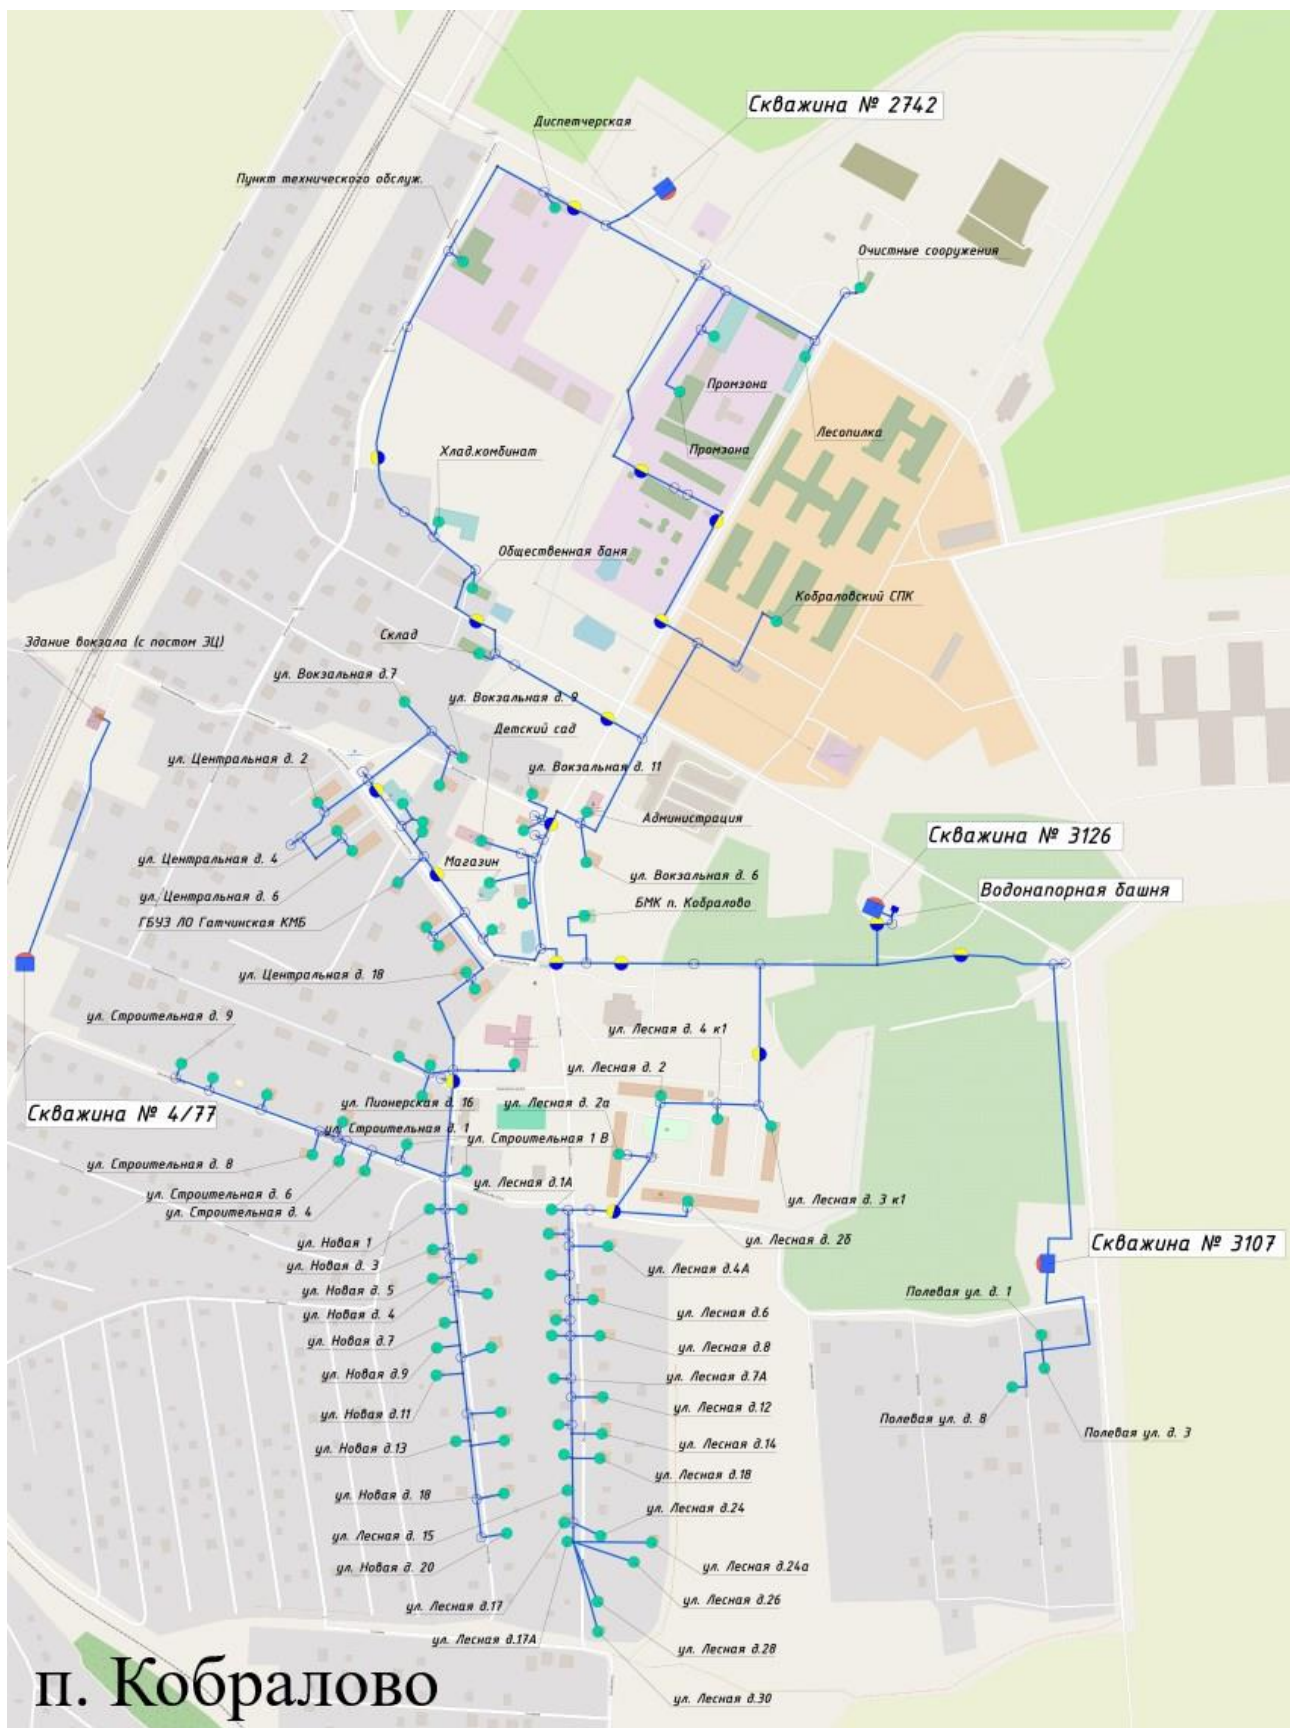 Скважина № 2742
Диспетчерская
Пункт технического обслуж.
Очистные сооружения
Промзона
Лесопилка
Промзона
Хлад.комбинат
Общественная баня
Кобраловский СПК
Склад
Здание вокзала (с постом ЭЦ)
ул. Вокзальная д.7
ул. Вокзальная д. 9
Детский сад
ул. Центральная д. 2
ул. Вокзальная д. 11
Администрация
Скважина № 3126
ул. Центральная д. 4
Магазин
ул. Вокзальная д. 6
Водонапорная башня
ул. Центральная д. 6
БМК п. Кобралово
ГБУЗ ЛО Гатчинская КМБ
ул. Центральная д. 18
ул. Строительная д. 9
ул. Лесная д. 4 к1
ул. Лесная д. 2
Скважина № 4/77
ул. Пионерская д. 16
ул. Лесная д. 2а
ул. Строительная д. 1
ул. Строительная 1 В
ул. Строительная д. 8
ул. Лесная д.1А
ул. Строительная д. 6
ул. Лесная д. 3 к1
ул. Строительная д. 4
ул. Новая 1
ул. Лесная д. 2б
Скважина № 3107
ул. Новая д. 3
ул. Лесная д.4А
ул. Новая д. 5
Полевая ул. д. 1
ул. Новая д. 4
ул. Лесная д.6
ул. Новая д.7
ул. Лесная д.8
ул. Новая д.9
ул. Лесная д.7А
ул. Новая д.11
ул. Лесная д.12
Полевая ул. д. 8
Полевая ул. д. 3
ул. Новая д.13
ул. Лесная д.14
ул. Лесная д.18
ул. Новая д. 18
ул. Лесная д.24
ул. Лесная д. 15
ул. Новая д. 20
ул. Лесная д.24а
ул. Лесная д.17
ул. Лесная д.26
ул. Лесная д.17А
ул. Лесная д.28
п. Кобралово
ул. Лесная д.30